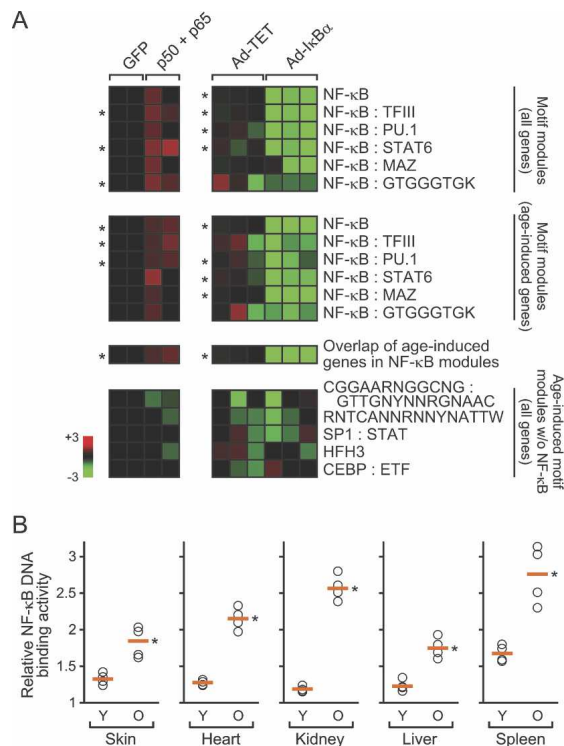 A
GFP
p50 + p65
Ad-TET
Ad-IκBα
* NF-κB
* NF-κB : TFIII
* NF-κB : PU.1
* * NF-κB : STAT6
NF-κB : MAZ
* NF-κB : GTGGGTGK
Motif modules
(all genes)
* * NF-κB
* NF-κB : TFIII
* * NF-κB : PU.1
* NF-κB : STAT6
* NF-κB : MAZ
NF-κB : GTGGGTGK
Motif modules
(age-induced genes)
* * Overlap of age-induced
genes in NF-κB modules
CGGAARNGGCNG :
GTTGNYNNRGNAAC
RNTCANNRNNYNATTW
SP1 : STAT
HFH3
CEBP : ETF
Age-induced motif
modules w/o NF-κB
(all genes)
+3
-3
B
Relative NF-κB DNA
binding activity
3
2.5
2
1.5
1
* * * * *
Y O Y O Y O Y O Y O
Skin Heart Kidney Liver Spleen